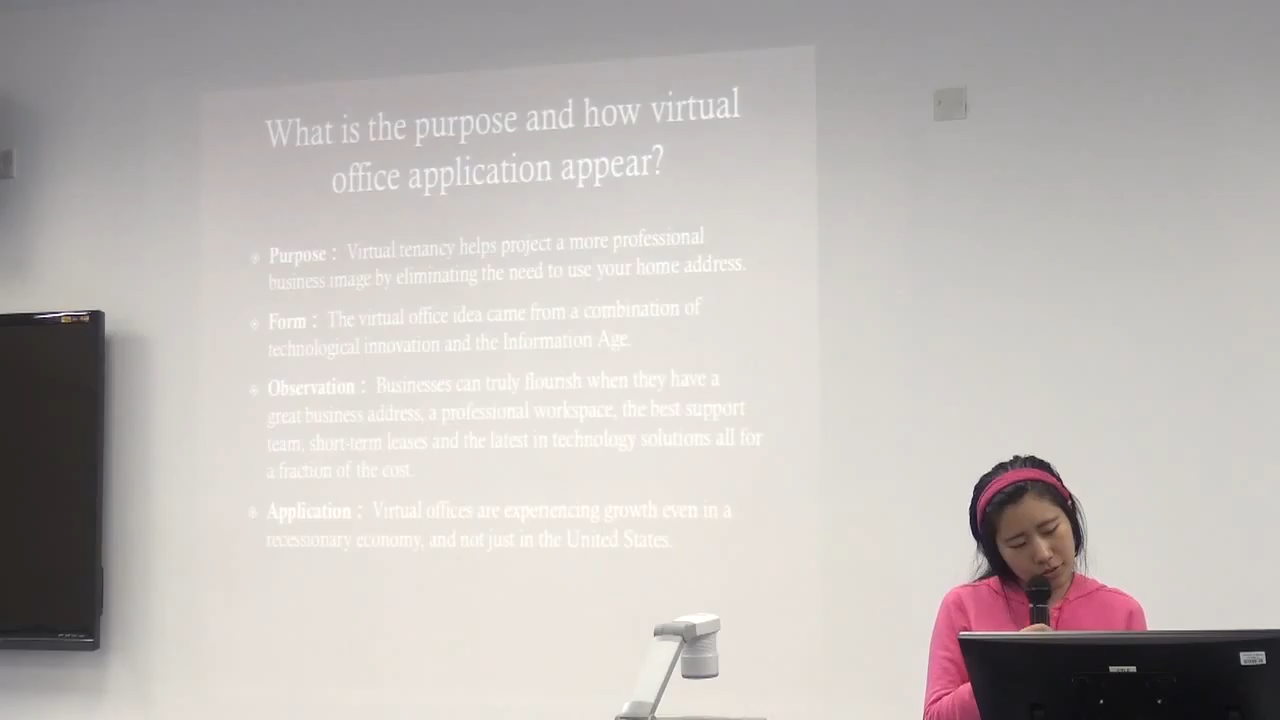 What is the purpose and how virtual
office application appear?
Purpose : Virtual tenancy helps project a more professional
business image by eliminating the need to use your home address.
Form : The virtual office idea came from a combination of
technological innovation and the Information Age.
Observation : Businesses can truly flourish when they have a
great business address, a professional workspace, the best support
team, short-term leases and the latest in technology solutions all for
a fraction of the cost.
Application : Virtual offices are experiencing growth even in a
recessionary economy, and not just in the United States.